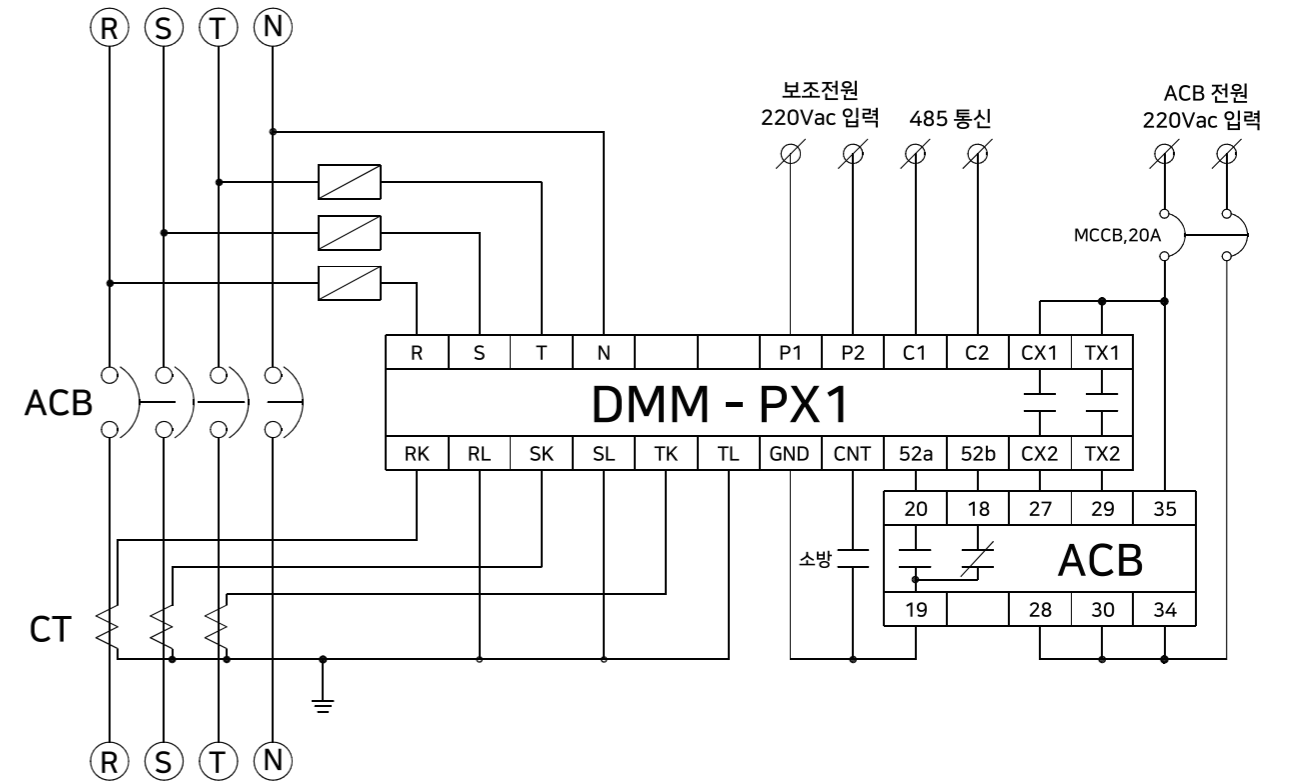 R S T N
보조전원
220Vac 입력
485 통신
ACB 전원
220Vac 입력
MCCB,20A
R S T N P1 P2 C1 C2 CX1 TX1
DMM - PX1
ACB
RK RL SK SL TK TL GND CNT 52a 52b CX2 TX2
20 18 27 29 35
소방
ACB
19 28 30 34
CT
R S T N